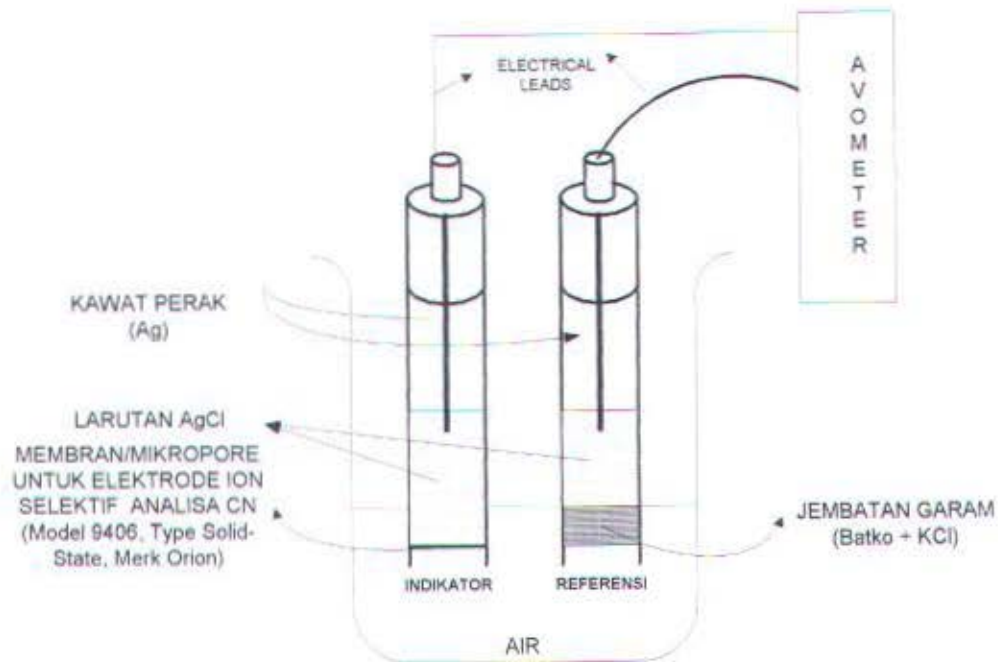 ELECTRICAL
LEADS
AVOMETER
KAWAT PERAK
(Ag)
LARUTAN AgCl
MEMBRAN/MIKROPORE
UNTUK ELEKTRODE ION
SELEKTIF ANALISA CN
(Model 9406, Type Solid-
State, Merk Orion)
JEMBATAN GARAM
(Batko + KCl)
INDIKATOR
REFERENSI
AIR